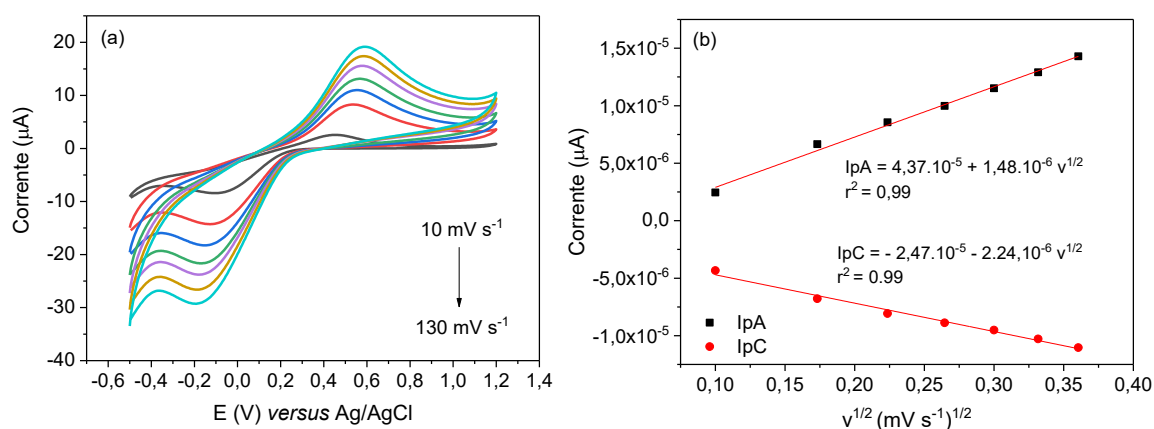 (a)
20
10
0
-10
-20
-30
-40
Corrente (µA)
10 mV s⁻¹
130 mV s⁻¹
-0,6 -0,4 -0,2 0,0 0,2 0,4 0,6 0,8 1,0 1,2 1,4
E (V) versus Ag/AgCl
(b)
1,5x10⁻⁵
1,0x10⁻⁵
5,0x10⁻⁶
0,0
-5,0x10⁻⁶
-1,0x10⁻⁵
Corrente (µA)
IpA = 4,37.10⁻⁵ + 1,48.10⁻⁶ v¹/²
r² = 0,99
IpC = - 2,47.10⁻⁵ - 2.24,10⁻⁶ v¹/²
r² = 0.99
IpA
IpC
0,10 0,15 0,20 0,25 0,30 0,35 0,40
v¹/² (mV s⁻¹)¹/²